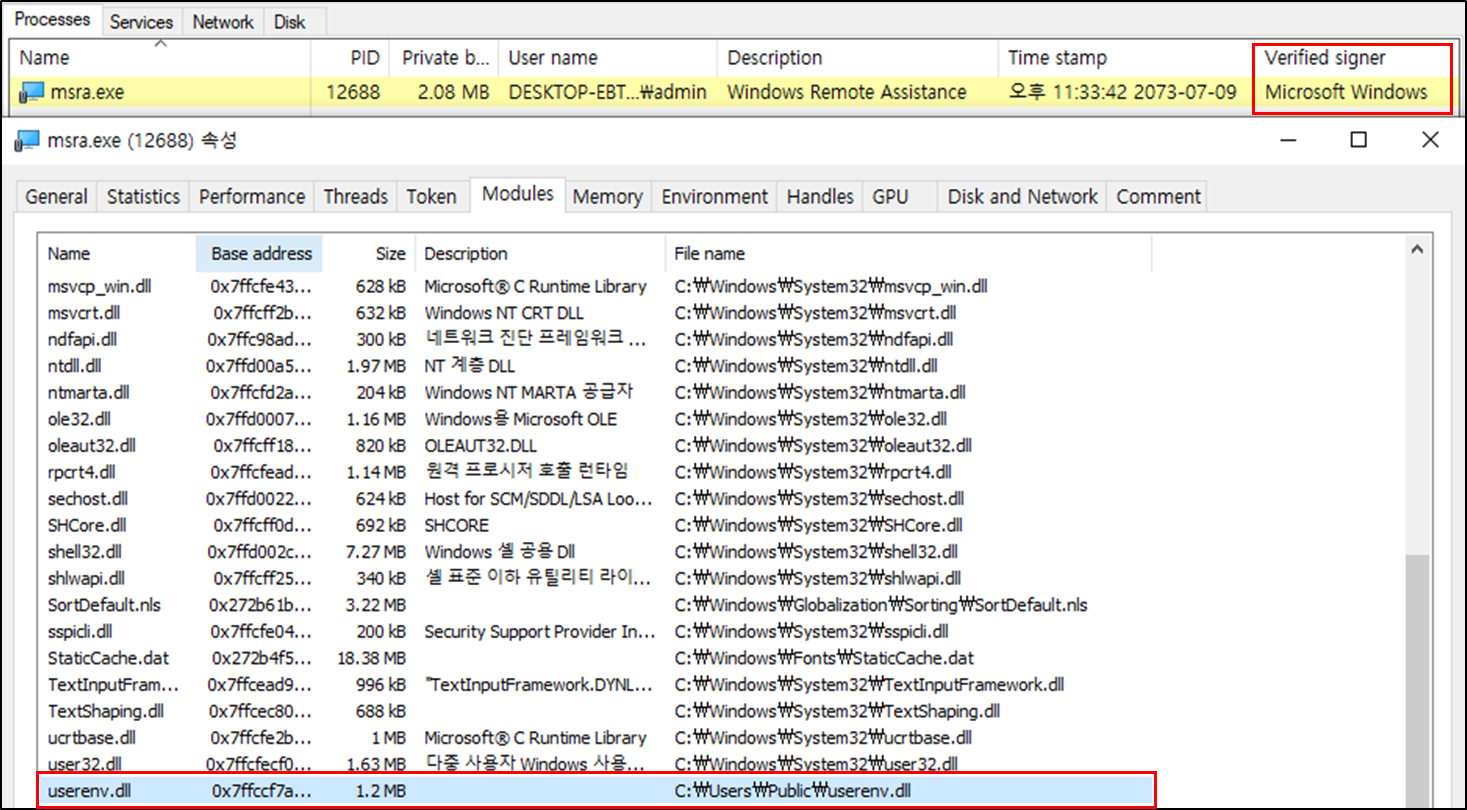 Processes Services Network Disk
Name PID Private b... User name Description Time stamp Verified signer
msra.exe 12688 2.08 MB DESKTOP-EBT...₩admin Windows Remote Assistance 오후 11:33:42 2073-07-09 Microsoft Windows
msra.exe (12688) 속성
General Statistics Performance Threads Token Modules Memory Environment Handles GPU Disk and Network Comment
Name Base address Size Description File name
msvcp_win.dll 0x7ffcfe43... 628 kB Microsoft® C Runtime Library C:₩Windows₩System32₩msvcp_win.dll
msvcrt.dll 0x7ffcff2b... 632 kB Windows NT CRT DLL C:₩Windows₩System32₩msvcrt.dll
ndfapi.dll 0x7ffc98ad... 300 kB 네트워크 진단 프레임워크 ... C:₩Windows₩System32₩ndfapi.dll
ntdll.dll 0x7ffd00a5... 1.97 MB NT 계층 DLL C:₩Windows₩System32₩ntdll.dll
ntmarta.dll 0x7ffcfd2a... 204 kB Windows NT MARTA 공급자 C:₩Windows₩System32₩ntmarta.dll
ole32.dll 0x7ffd0007... 1.16 MB Windows용 Microsoft OLE C:₩Windows₩System32₩ole32.dll
oleaut32.dll 0x7ffcff18... 820 kB OLEAUT32.DLL C:₩Windows₩System32₩oleaut32.dll
rpcrt4.dll 0x7ffcfead... 1.14 MB 원격 프로시저 호출 런타임 C:₩Windows₩System32₩rpcrt4.dll
sechost.dll 0x7ffd0022... 624 kB Host for SCM/SDDL/LSA Loo... C:₩Windows₩System32₩sechost.dll
SHCore.dll 0x7ffcff0d... 692 kB SHCORE C:₩Windows₩System32₩SHCore.dll
shell32.dll 0x7ffd002c... 7.27 MB Windows 셸 공용 Dll C:₩Windows₩System32₩shell32.dll
shlwapi.dll 0x7ffcff25... 340 kB 셸 표준 이하 유틸리티 라이... C:₩Windows₩System32₩shlwapi.dll
SortDefault.nls 0x272b61b... 3.22 MB C:₩Windows₩Globalization₩Sorting₩SortDefault.nls
sspicli.dll 0x7ffcfe04... 200 kB Security Support Provider In... C:₩Windows₩System32₩sspicli.dll
StaticCache.dat 0x272b4f5... 18.38 MB C:₩Windows₩Fonts₩StaticCache.dat
TextInputFram... 0x7ffcead9... 996 kB "TextInputFramework.DYNL... C:₩Windows₩System32₩TextInputFramework.dll
TextShaping.dll 0x7ffcec80... 688 kB C:₩Windows₩System32₩TextShaping.dll
ucrtbase.dll 0x7ffcfe2b... 1 MB Microsoft® C Runtime Library C:₩Windows₩System32₩ucrtbase.dll
user32.dll 0x7ffcfecf0... 1.63 MB 다중 사용자 Windows 사용... C:₩Windows₩System32₩user32.dll
userenv.dll 0x7ffccf7a... 1.2 MB C:₩Users₩Public₩userenv.dll